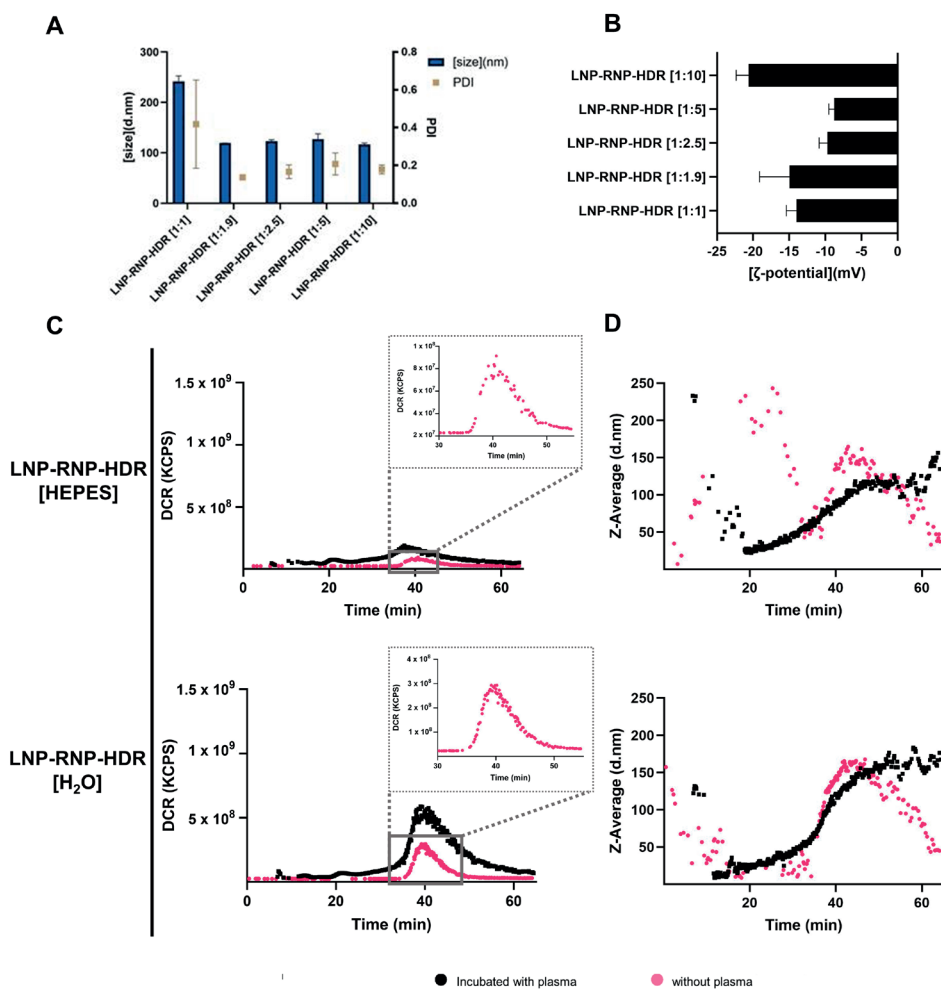 A
300
200
100
0
[size](d.nm)
0.8
0.6
0.4
0.2
0.0
PDI
[size](nm)
PDI
LNP-RNP-HDR [1:1]
LNP-RNP-HDR [1:1.9]
LNP-RNP-HDR [1:2.5]
LNP-RNP-HDR [1:5]
LNP-RNP-HDR [1:10]
B
LNP-RNP-HDR [1:10]
LNP-RNP-HDR [1:5]
LNP-RNP-HDR [1:2.5]
LNP-RNP-HDR [1:1.9]
LNP-RNP-HDR [1:1]
-25 -20 -15 -10 -5 0
[ζ-potential](mV)
C
LNP-RNP-HDR
[HEPES]
DCR (KCPS)
1.5 x 10⁹
1 x 10⁹
5 x 10⁸
0 20 40 60
Time (min)
DCR (KCPS)
1 x 10⁸
8 x 10⁷
6 x 10⁷
4 x 10⁷
2 x 10⁷
30 40 50
Time (min)
D
Z-Average (d.nm)
250
200
150
100
50
20 40 60
Time (min)
LNP-RNP-HDR
[H₂O]
DCR (KCPS)
1.5 x 10⁹
1 x 10⁹
5 x 10⁸
0 20 40 60
Time (min)
DCR (KCPS)
4 x 10⁸
3 x 10⁸
2 x 10⁸
1 x 10⁸
30 40 50
Time (min)
Z-Average (d.nm)
250
200
150
100
50
20 40 60
Time (min)
Incubated with plasma
without plasma